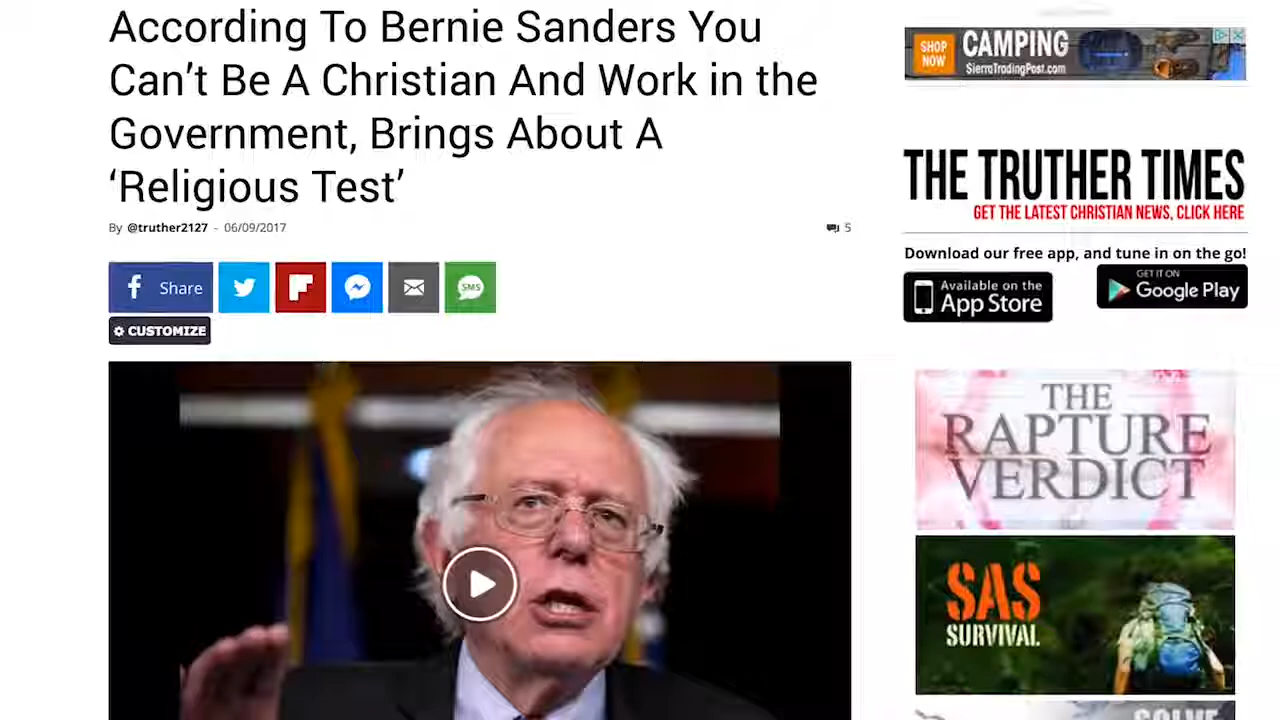 According To Bernie Sanders You
Can't Be A Christian And Work in the
Government, Brings About A
'Religious Test'
By @truther2127 - 06/09/2017
5
Share
SMS
CUSTOMIZE
SHOP
NOW
CAMPING
SierraTradingPost.com
THE TRUTHER TIMES
GET THE LATEST CHRISTIAN NEWS, CLICK HERE
Download our free app, and tune in on the go!
Available on the
App Store
GET IT ON
Google Play
THE
RAPTURE
VERDICT
SAS
SURVIVAL